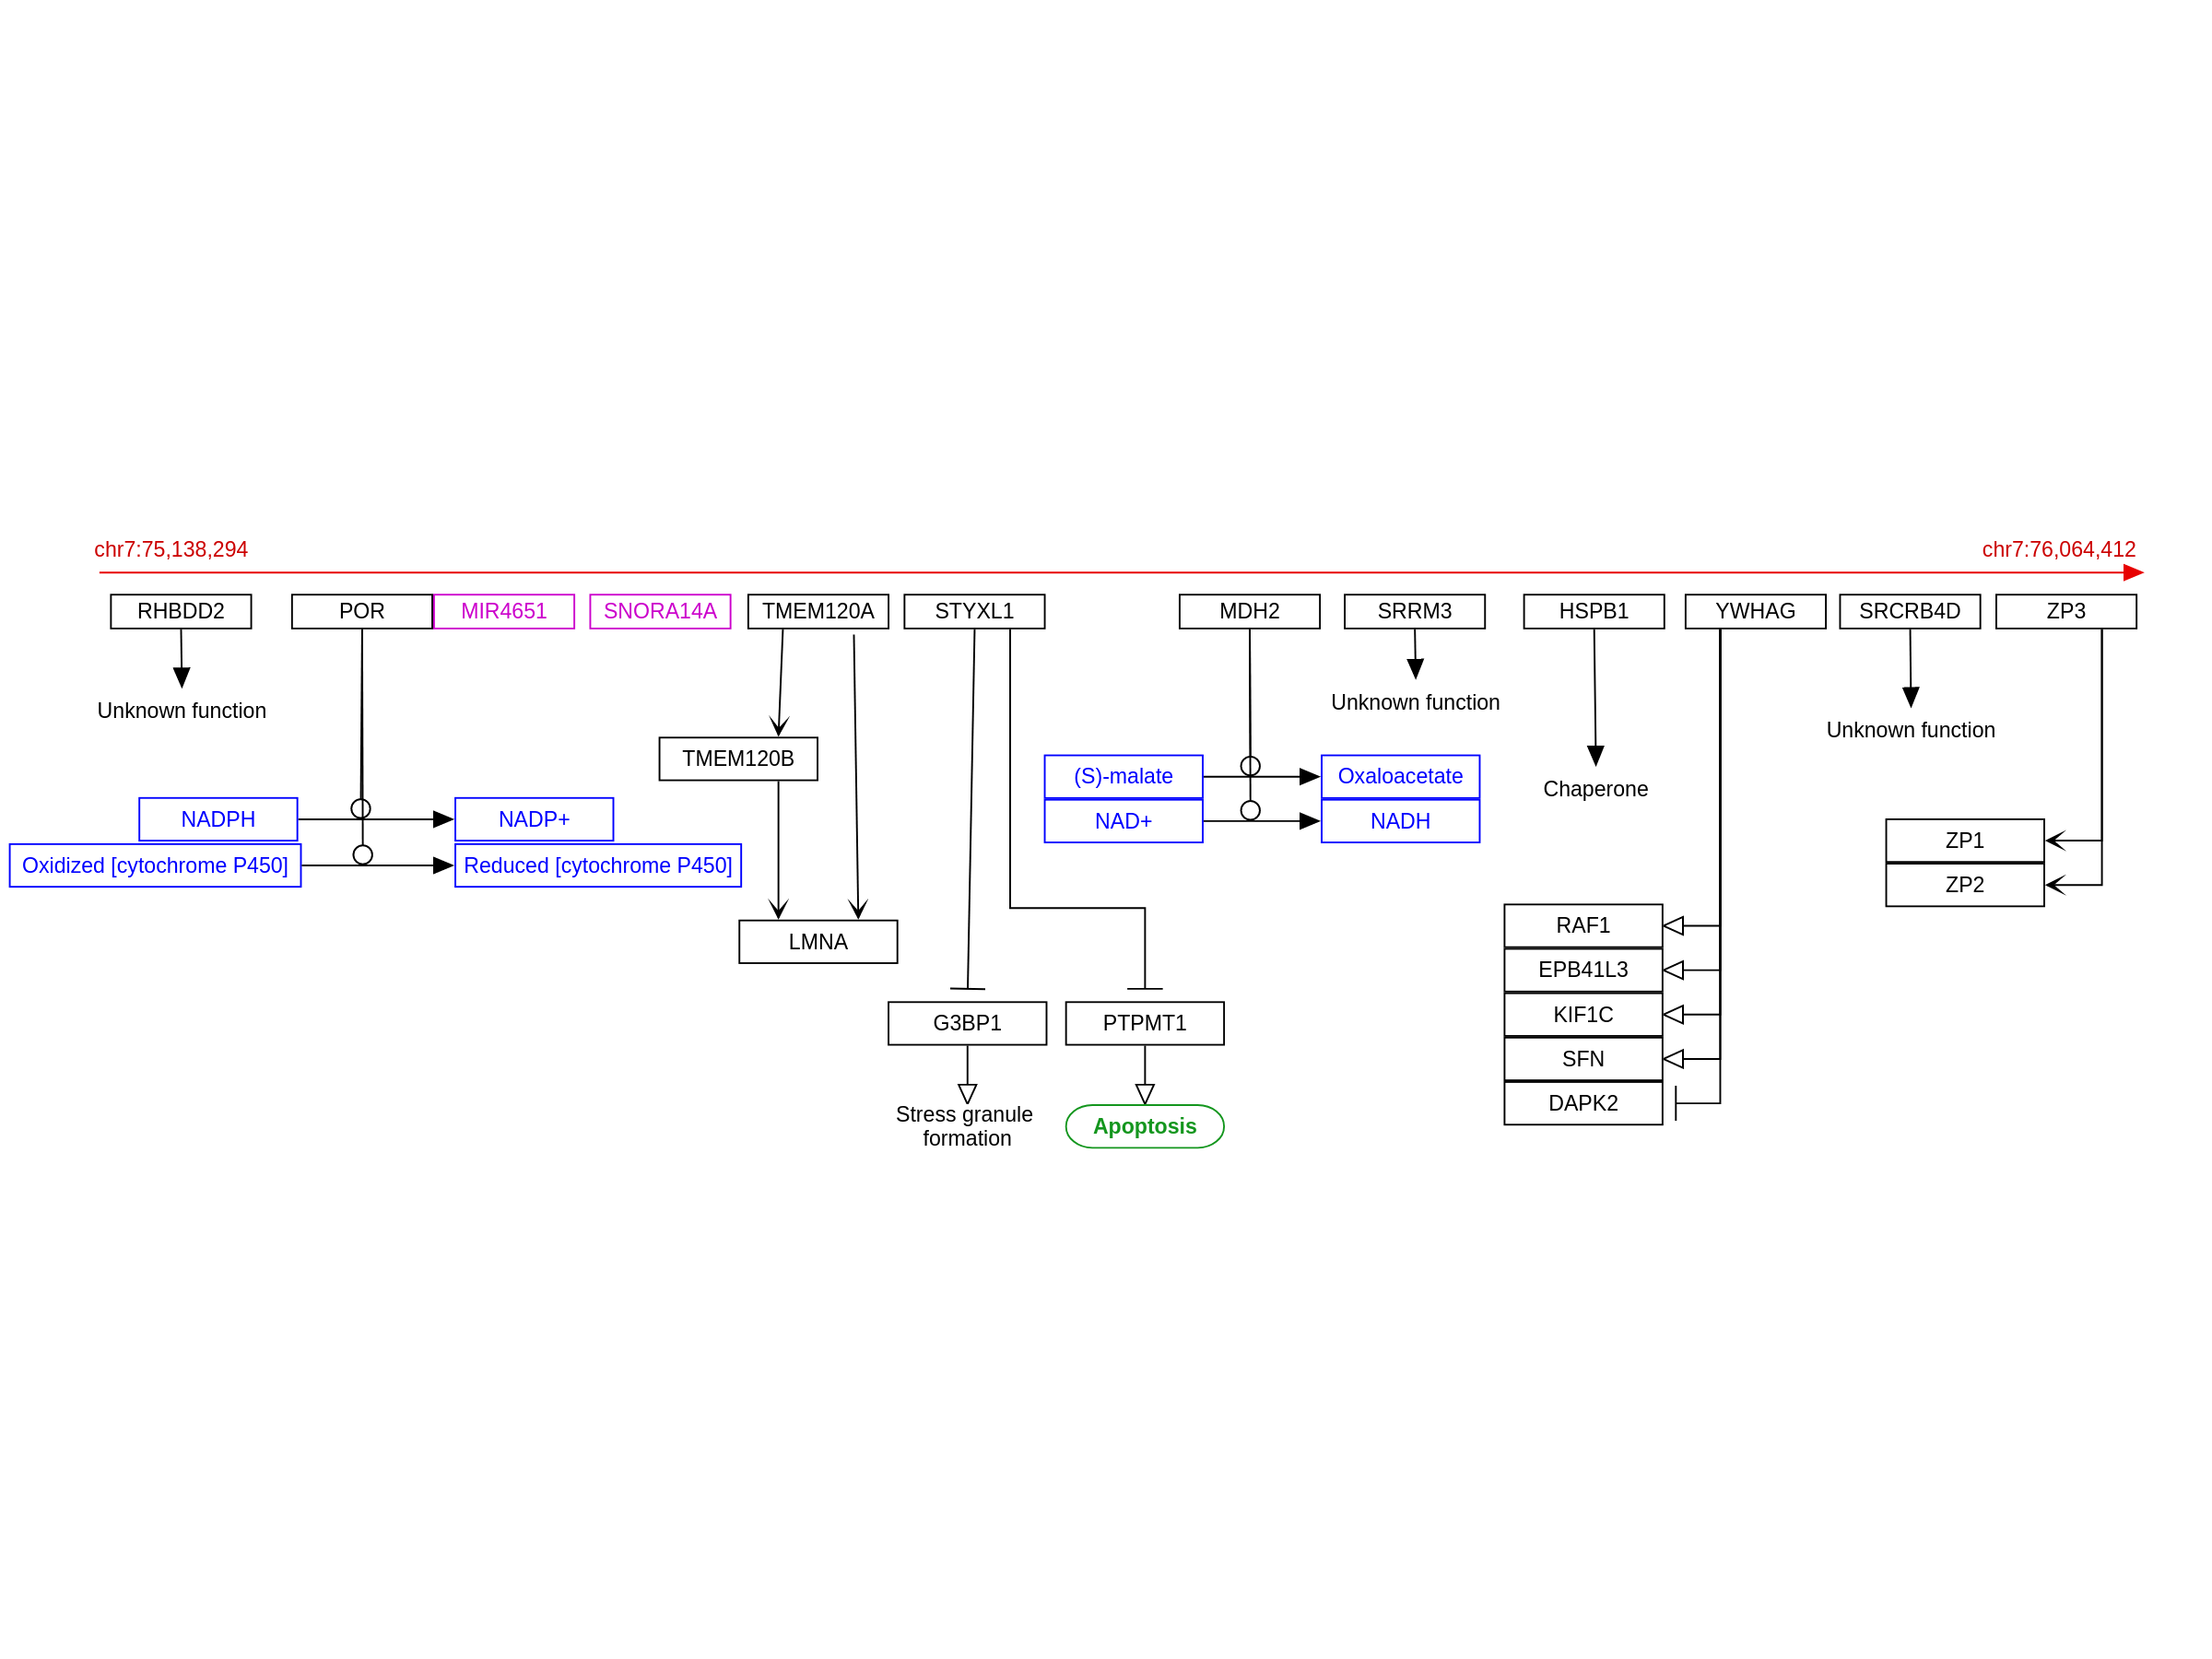 chr7:75,138,294
chr7:76,064,412
RHBDD2
POR
MIR4651
SNORA14A
TMEM120A
STYXL1
MDH2
SRRM3
HSPB1
YWHAG
SRCRB4D
ZP3
Unknown function
Unknown function
Unknown function
TMEM120B
(S)-malate
Oxaloacetate
Chaperone
NADPH
NADP+
NAD+
NADH
ZP1
Oxidized [cytochrome P450]
Reduced [cytochrome P450]
ZP2
RAF1
LMNA
EPB41L3
G3BP1
PTPMT1
KIF1C
SFN
DAPK2
Stress granule
formation
Apoptosis